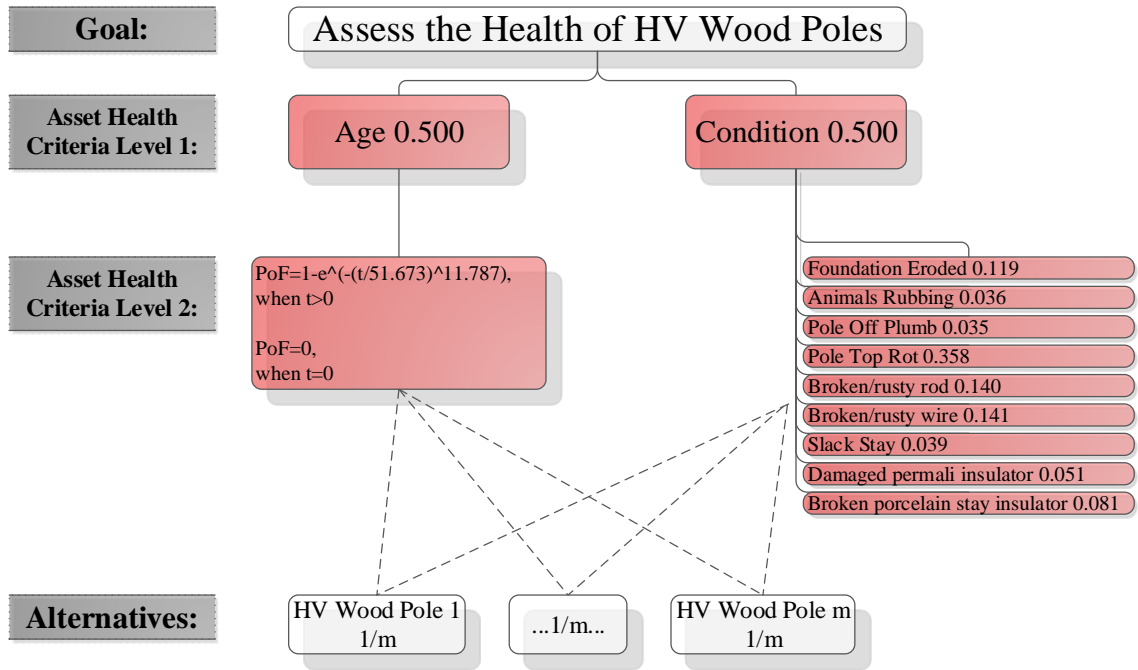 Goal:
Assess the Health of HV Wood Poles
Asset Health
Criteria Level 1:
Age 0.500
Condition 0.500
Asset Health
Criteria Level 2:
PoF=1-e^(-(t/51.673)^11.787),
when t>0
PoF=0,
when t=0
Foundation Eroded 0.119
Animals Rubbing 0.036
Pole Off Plumb 0.035
Pole Top Rot 0.358
Broken/rusty rod 0.140
Broken/rusty wire 0.141
Slack Stay 0.039
Damaged permali insulator 0.051
Broken porcelain stay insulator 0.081
Alternatives:
HV Wood Pole 1
1/m
...1/m...
HV Wood Pole m
1/m